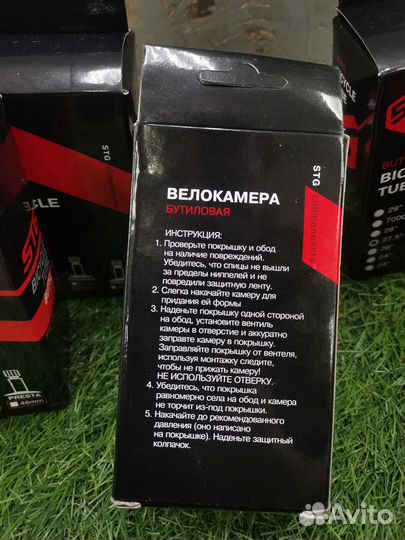 ВЕЛОКАМЕРА
БУТИЛОВАЯ
ИНСТРУКЦИЯ:
1. Проверьте покрышку и обод
на наличие повреждений.
Убедитесь, что спицы не вышли
за пределы ниппелей и не
повредили защитную ленту.
2. Слегка накачайте камеру для
придания ей формы
3. Наденьте покрышку одной стороной
на обод, установите вентиль
камеры в отверстие и аккуратно
заправьте камеру в покрышку.
Заправляйте покрышку от вентеля,
используя монтажку следите,
чтобы не прижать камеру!
НЕ ИСПОЛЬЗУЙТЕ ОТВЕРКУ.
4. Убедитесь, что покрышка
равномерно села на обод и камера
не торчит из-под покрышки.
5. Накачайте до рекомендованного
давления (оно написано
на покрышке). Наденьте защитный
колпачок.
STG components
STG
PRESTA
48mm
BUT
BIC
TUBE
29"
700C
28"
27.5"
26"
24"
Avito